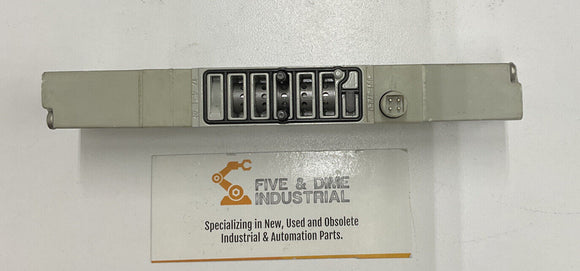 FIVE & DIME
INDUSTRIAL
Specializing in New, Used and Obsolete
Industrial & Automation Parts.